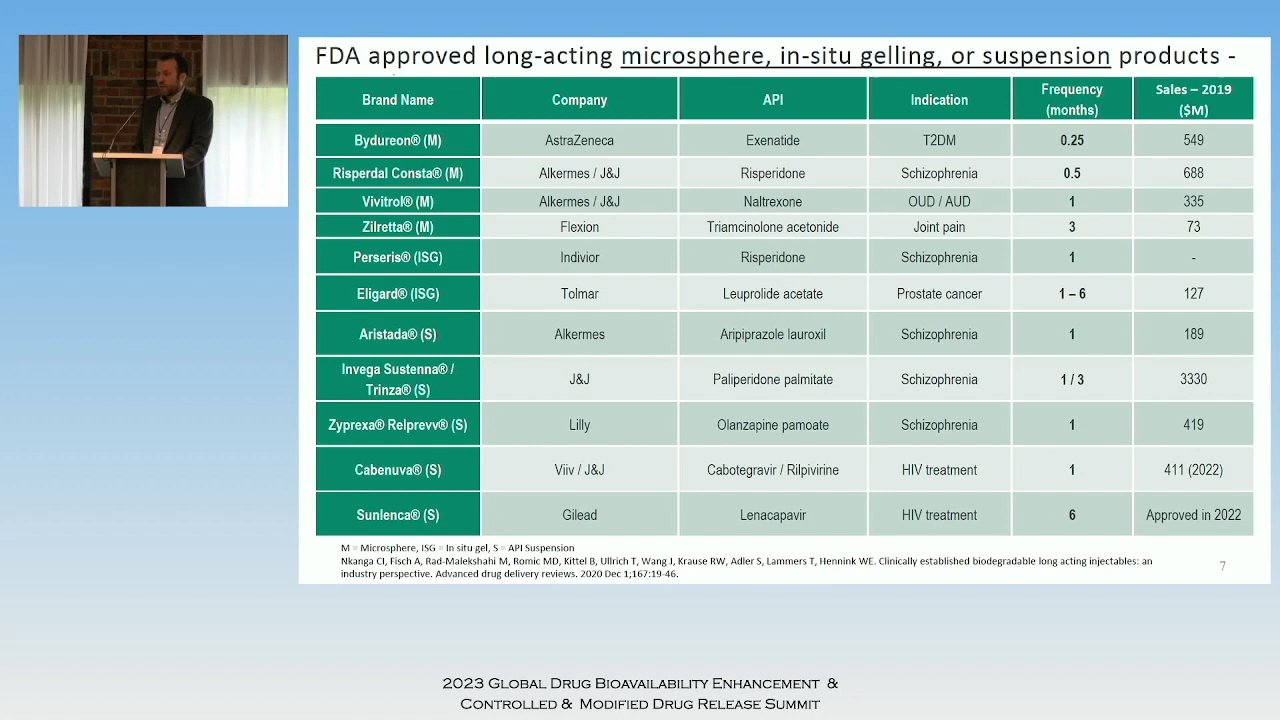 FDA approved long-acting microsphere, in-situ gelling, or suspension products -
Brand Name Company API Indication Frequency (months) Sales – 2019 ($M)
Bydureon® (M) AstraZeneca Exenatide T2DM 0.25 549
Risperdal Consta® (M) Alkermes / J&J Risperidone Schizophrenia 0.5 688
Vivitrol® (M) Alkermes / J&J Naltrexone OUD / AUD 1 335
Zilretta® (M) Flexion Triamcinolone acetonide Joint pain 3 73
Perseris® (ISG) Indivior Risperidone Schizophrenia 1 -
Eligard® (ISG) Tolmar Leuprolide acetate Prostate cancer 1 – 6 127
Aristada® (S) Alkermes Aripiprazole lauroxil Schizophrenia 1 189
Invega Sustenna® / Trinza® (S) J&J Paliperidone palmitate Schizophrenia 1 / 3 3330
Zyprexa® Relprevv® (S) Lilly Olanzapine pamoate Schizophrenia 1 419
Cabenuva® (S) Viiv / J&J Cabotegravir / Rilpivirine HIV treatment 1 411 (2022)
Sunlenca® (S) Gilead Lenacapavir HIV treatment 6 Approved in 2022
M = Microsphere, ISG = In situ gel, S = API Suspension
Nkanga CI, Fisch A, Rad-Malekshahi M, Romic MD, Kittel B, Ullrich T, Wang J, Krause RW, Adler S, Lammers T, Hennink WE. Clinically established biodegradable long acting injectables: an
industry perspective. Advanced drug delivery reviews. 2020 Dec 1;167:19-46.
7
2023 Global Drug Bioavailability Enhancement &
Controlled & Modified Drug Release Summit